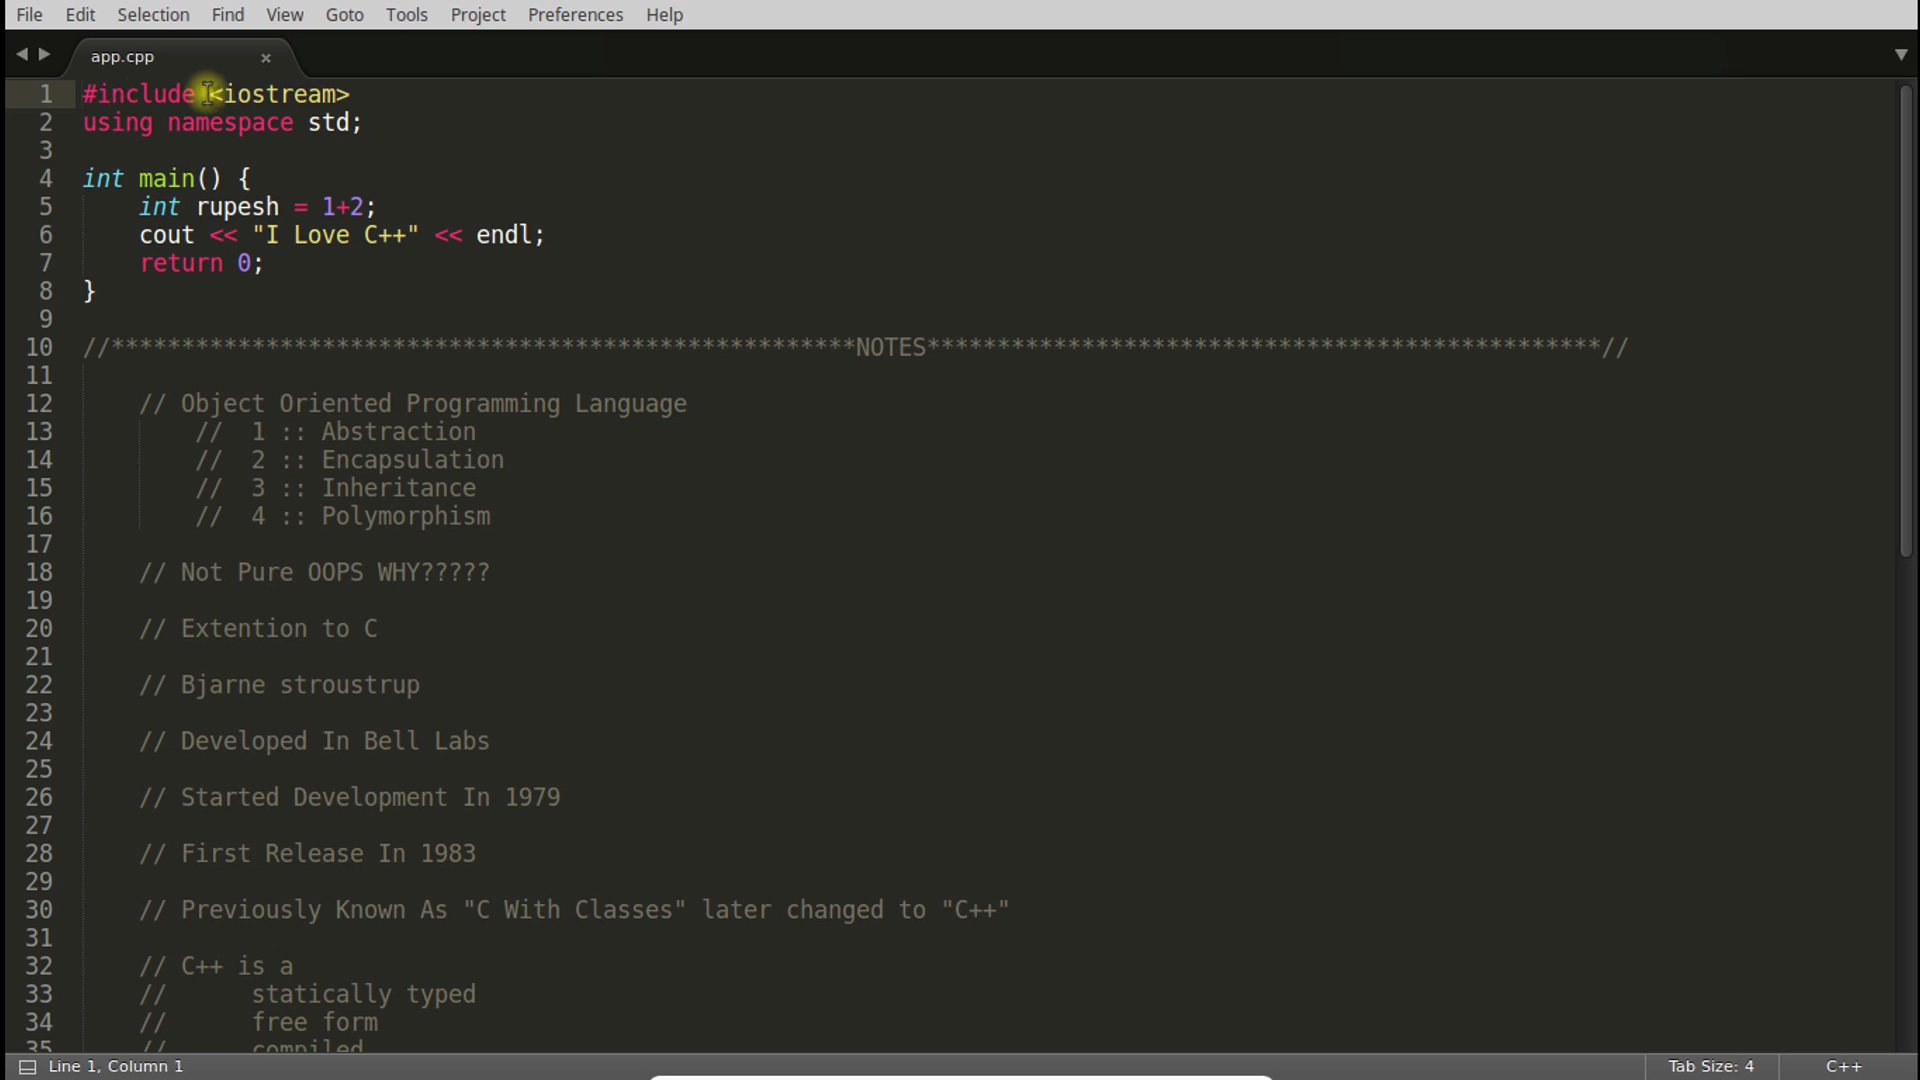 File Edit Selection Find View Goto Tools Project Preferences Help
app.cpp
1 #include <iostream>
2 using namespace std;
3
4 int main() {
5 int rupesh = 1+2;
6 cout << "I Love C++" << endl;
7 return 0;
8 }
9
10 //*****************************************************NOTES************************************************//
11
12 // Object Oriented Programming Language
13 // 1 :: Abstraction
14 // 2 :: Encapsulation
15 // 3 :: Inheritance
16 // 4 :: Polymorphism
17
18 // Not Pure OOPS WHY?????
19
20 // Extention to C
21
22 // Bjarne stroustrup
23
24 // Developed In Bell Labs
25
26 // Started Development In 1979
27
28 // First Release In 1983
29
30 // Previously Known As "C With Classes" later changed to "C++"
31
32 // C++ is a
33 // statically typed
34 // free form
35 // compiled
Line 1, Column 1 Tab Size: 4 C++